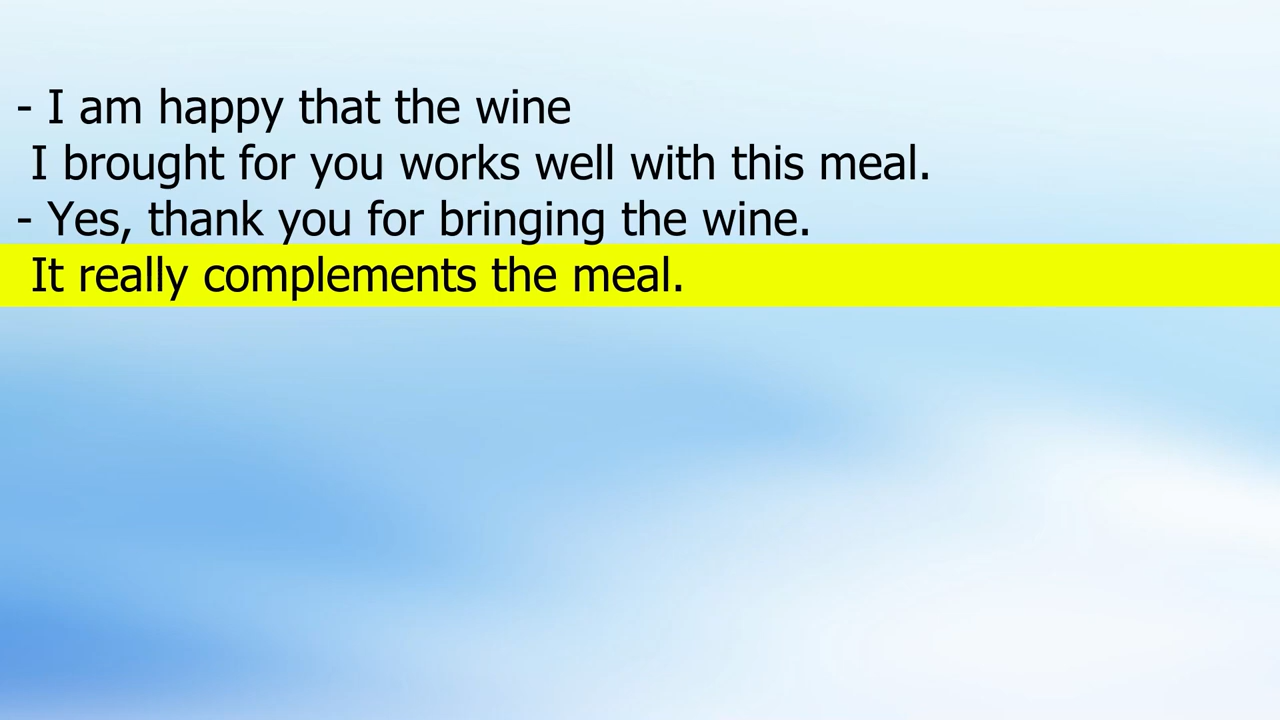 - I am happy that the wine
I brought for you works well with this meal.
- Yes, thank you for bringing the wine.
It really complements the meal.